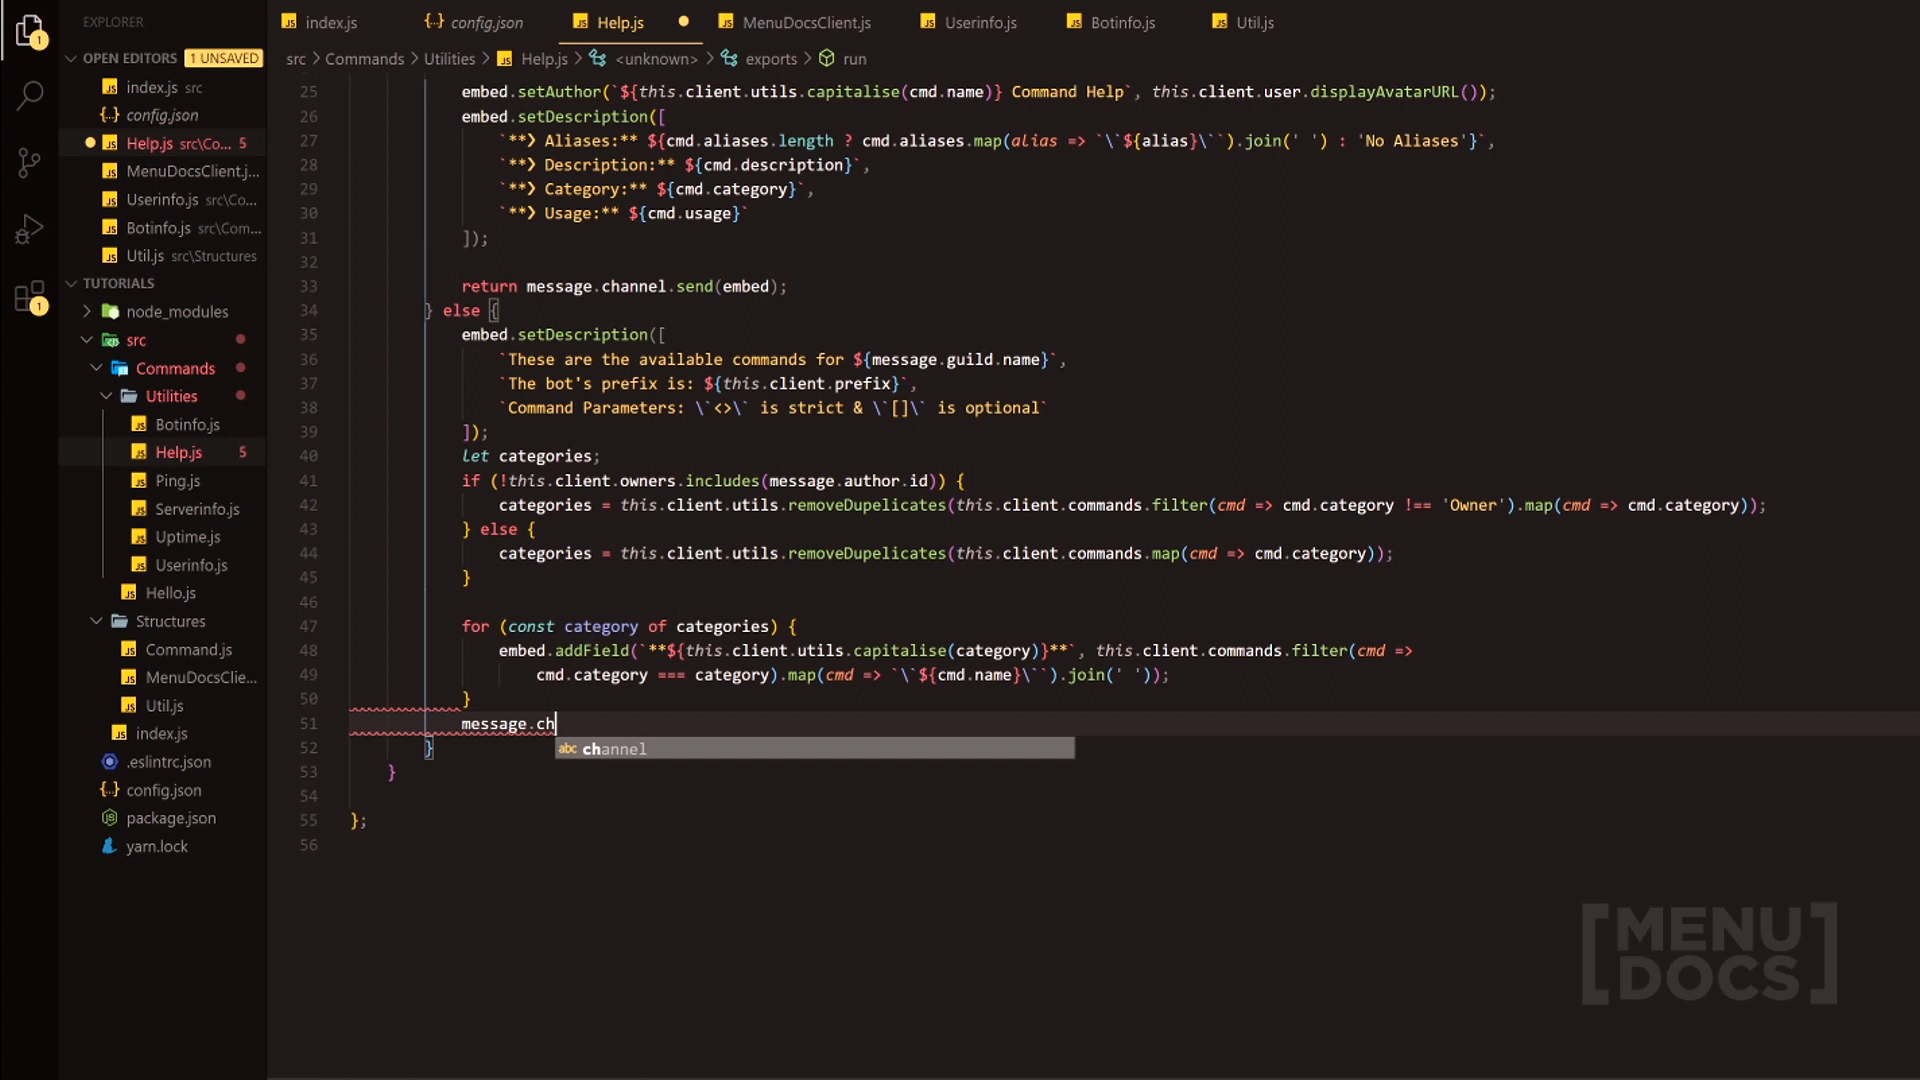 EXPLORER
OPEN EDITORS 1 UNSAVED
index.js src
config.json
Help.js src\Co... 5
MenuDocsClient.j...
Userinfo.js src\Co...
Botinfo.js src\Com...
Util.js src\Structures
TUTORIALS
node_modules
src
Commands
Utilities
Botinfo.js
Help.js 5
Ping.js
Serverinfo.js
Uptime.js
Userinfo.js
Hello.js
Structures
Command.js
MenuDocsClie...
Util.js
index.js
.eslintrc.json
config.json
package.json
yarn.lock
1
1
index.js config.json Help.js MenuDocsClient.js Userinfo.js Botinfo.js Util.js
src > Commands > Utilities > Help.js > <unknown> > exports > run
25 embed.setAuthor(`${this.client.utils.capitalise(cmd.name)} Command Help`, this.client.user.displayAvatarURL());
26 embed.setDescription([
27 `**❯ Aliases:** ${cmd.aliases.length ? cmd.aliases.map(alias => `\`${alias}\``).join(' ') : 'No Aliases'}`,
28 `**❯ Description:** ${cmd.description}`,
29 `**❯ Category:** ${cmd.category}`,
30 `**❯ Usage:** ${cmd.usage}`
31 ]);
32
33 return message.channel.send(embed);
34 } else {
35 embed.setDescription([
36 `These are the available commands for ${message.guild.name}`,
37 `The bot's prefix is: ${this.client.prefix}`,
38 `Command Parameters: \`<>\` is strict & \`[]\` is optional`
39 ]);
40 let categories;
41 if (!this.client.owners.includes(message.author.id)) {
42 categories = this.client.utils.removeDupelicates(this.client.commands.filter(cmd => cmd.category !== 'Owner').map(cmd => cmd.category));
43 } else {
44 categories = this.client.utils.removeDupelicates(this.client.commands.map(cmd => cmd.category));
45 }
46
47 for (const category of categories) {
48 embed.addField(`**${this.client.utils.capitalise(category)}**`, this.client.commands.filter(cmd =>
49 cmd.category === category).map(cmd => `\`${cmd.name}\``).join(' '));
50 }
51 message.ch
abc channel
52 }
53 }
54
55 };
56
[MENU
DOCS]